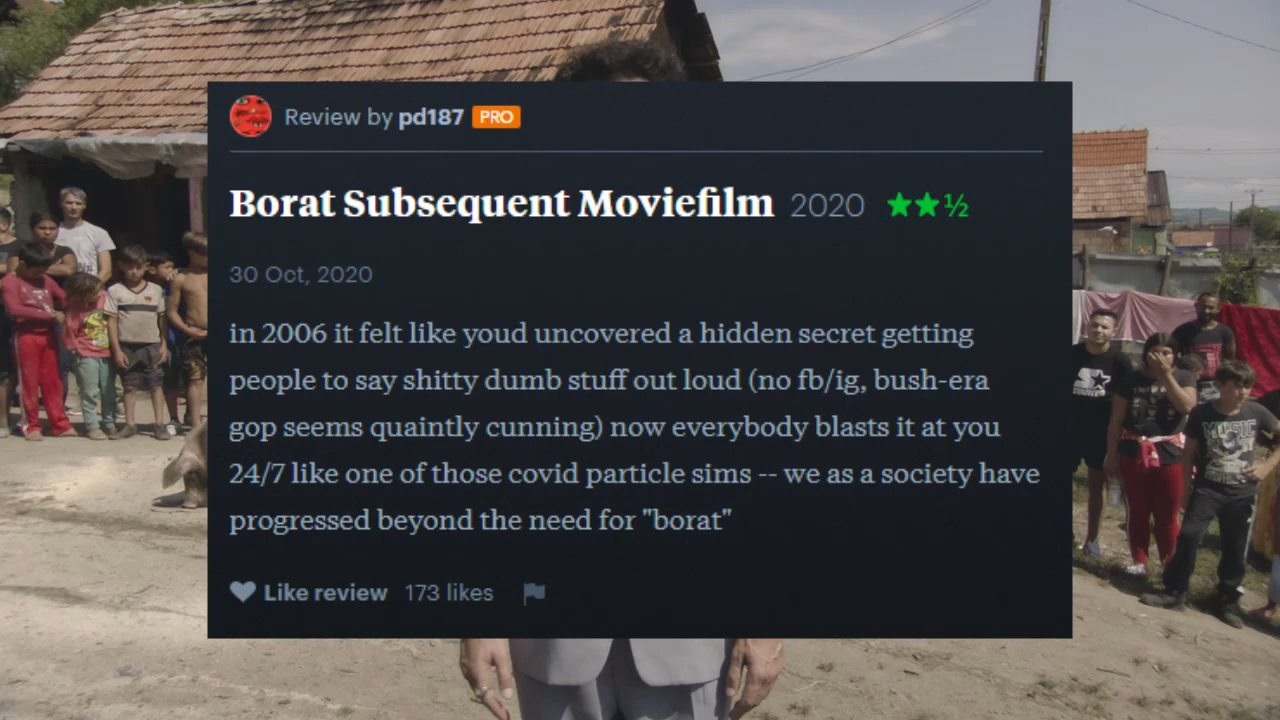 Review by pd187 PRO
Borat Subsequent Moviefilm 2020 ★★½
30 Oct, 2020
in 2006 it felt like youd uncovered a hidden secret getting
people to say shitty dumb stuff out loud (no fb/ig, bush-era
gop seems quaintly cunning) now everybody blasts it at you
24/7 like one of those covid particle sims -- we as a society have
progressed beyond the need for "borat"
Like review 173 likes
MUSIC